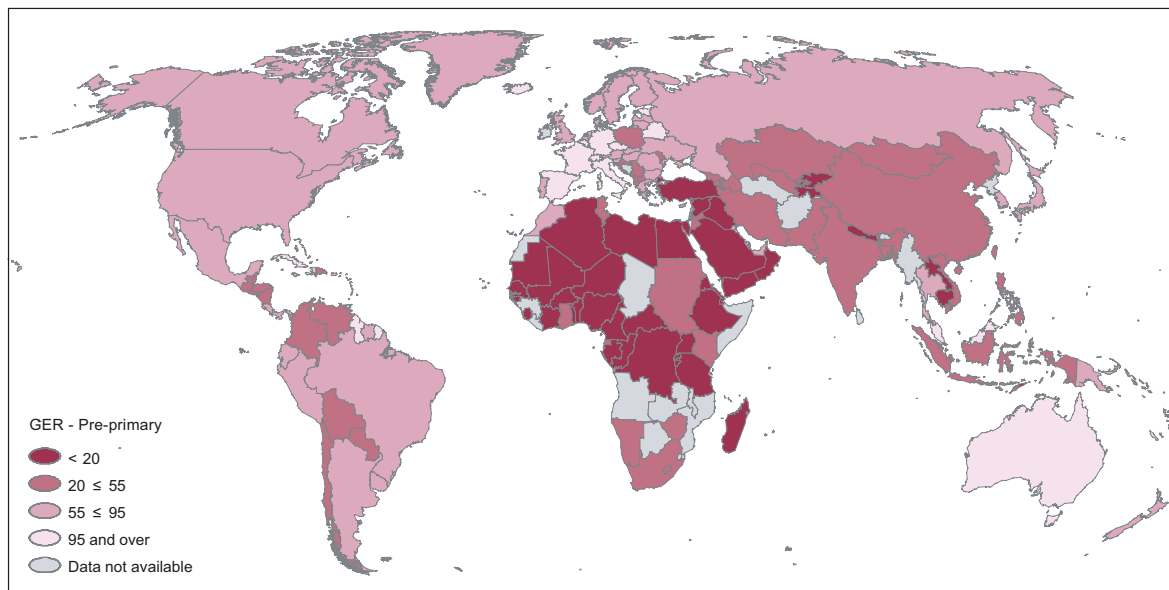 GER - Pre-primary
< 20
20 ≤ 55
55 ≤ 95
95 and over
Data not available